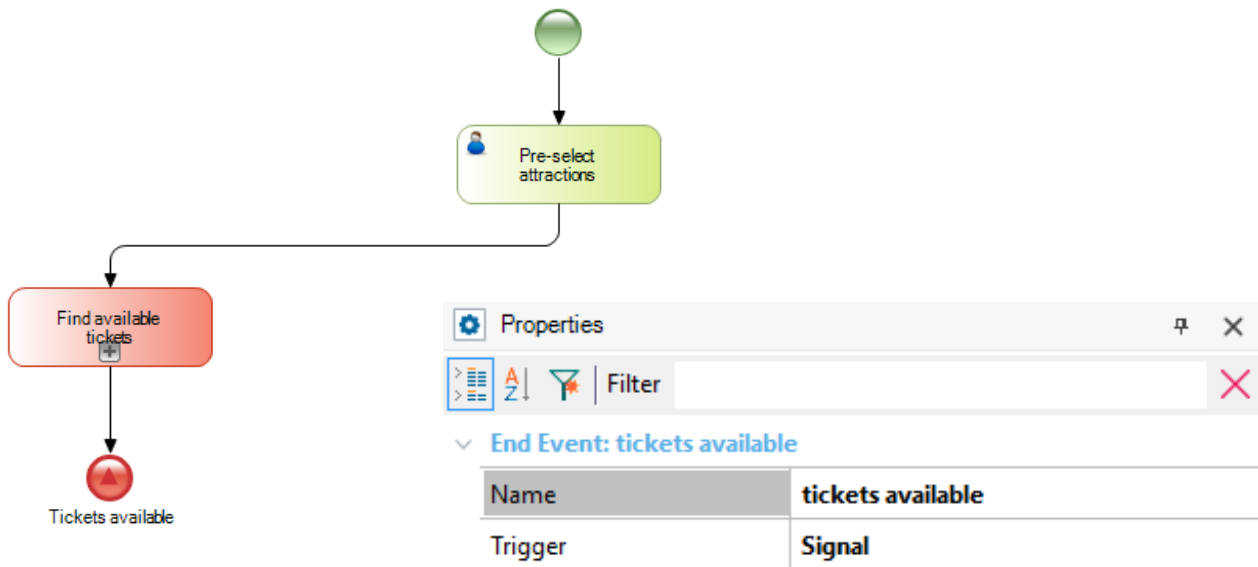 Pre-select
attractions
Find available
tickets
Tickets available
Properties
A
Z
Filter
End Event: tickets available
Name tickets available
Trigger Signal